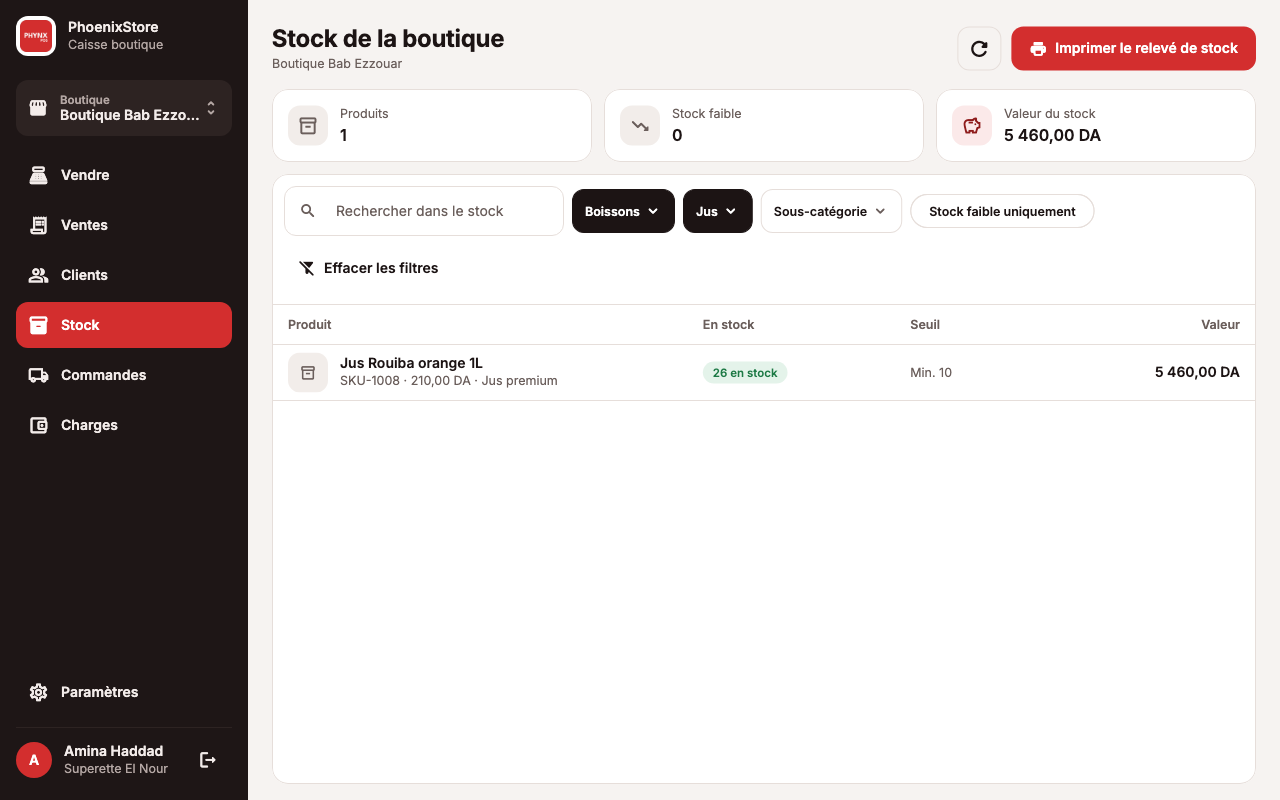 PHYNX
POS
PhoenixStore
Caisse boutique
Boutique
Boutique Bab Ezzo...
Vendre
Ventes
Clients
Stock
Commandes
Charges
Paramètres
A
Amina Haddad
Superette El Nour
Stock de la boutique
Boutique Bab Ezzouar
Imprimer le relevé de stock
Produits
1
Stock faible
0
Valeur du stock
5 460,00 DA
Rechercher dans le stock
Boissons
Jus
Sous-catégorie
Stock faible uniquement
Effacer les filtres
Produit En stock Seuil Valeur
Jus Rouiba orange 1L
SKU-1008 · 210,00 DA · Jus premium
26 en stock
Min. 10
5 460,00 DA